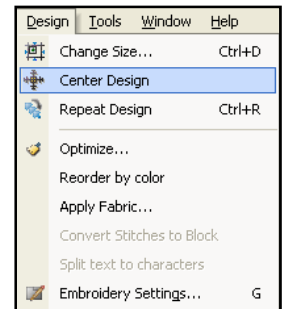 Design Tools Window Help
Change Size... Ctrl+D
Center Design
Repeat Design Ctrl+R
Optimize...
Reorder by color
Apply Fabric...
Convert Stitches to Block
Split text to characters
Embroidery Settings... G